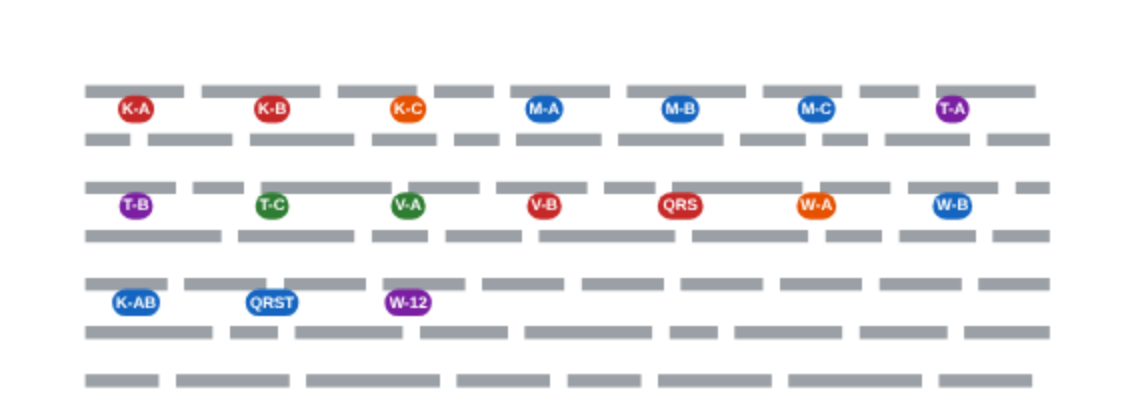 K-A K-B K-C M-A M-B M-C T-A
T-B T-C V-A V-B QRS W-A W-B
K-AB QRST W-12